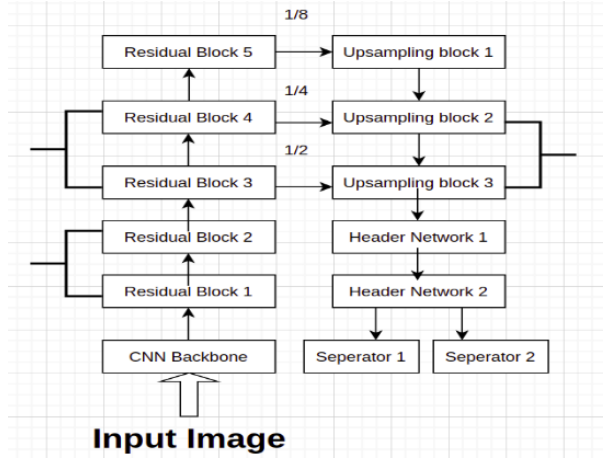 1/8
Residual Block 5
Upsampling block 1
1/4
Residual Block 4
Upsampling block 2
1/2
Residual Block 3
Upsampling block 3
Residual Block 2
Header Network 1
Residual Block 1
Header Network 2
CNN Backbone
Seperator 1
Seperator 2
Input Image